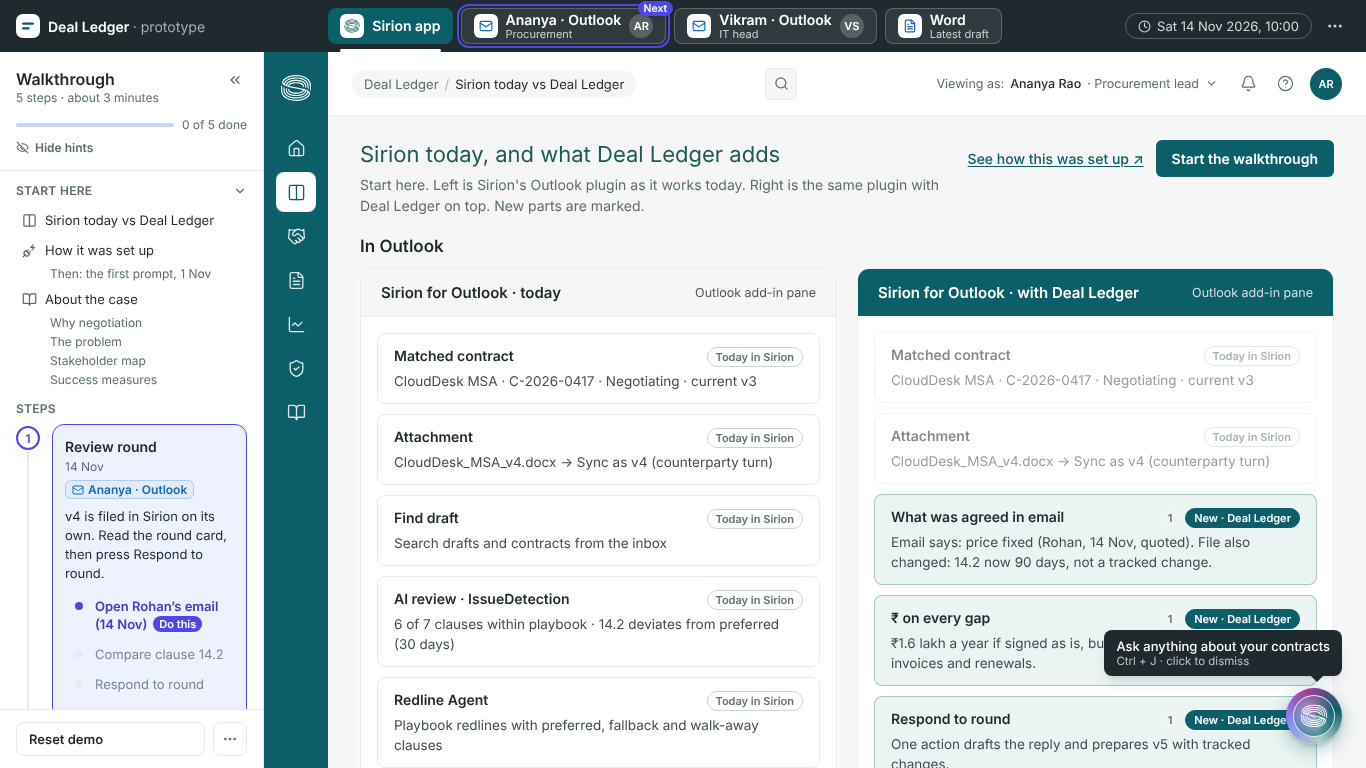 Deal Ledger · prototype
Sirion app
Next
Ananya · Outlook
Procurement
AR
Vikram · Outlook
IT head
VS
Word
Latest draft
Sat 14 Nov 2026, 10:00
Walkthrough
5 steps · about 3 minutes
0 of 5 done
Hide hints
START HERE
Sirion today vs Deal Ledger
How it was set up
Then: the first prompt, 1 Nov
About the case
Why negotiation
The problem
Stakeholder map
Success measures
STEPS
1
Review round
14 Nov
Ananya · Outlook
v4 is filed in Sirion on its
own. Read the round card,
then press Respond to
round.
Open Rohan’s email
(14 Nov) Do this
Compare clause 14.2
Respond to round
Reset demo
Deal Ledger / Sirion today vs Deal Ledger
Viewing as: Ananya Rao · Procurement lead
AR
Sirion today, and what Deal Ledger adds
Start here. Left is Sirion's Outlook plugin as it works today. Right is the same plugin with
Deal Ledger on top. New parts are marked.
See how this was set up ↗
Start the walkthrough
In Outlook
Sirion for Outlook · today
Outlook add-in pane
Matched contract
Today in Sirion
CloudDesk MSA · C-2026-0417 · Negotiating · current v3
Attachment
Today in Sirion
CloudDesk_MSA_v4.docx → Sync as v4 (counterparty turn)
Find draft
Today in Sirion
Search drafts and contracts from the inbox
AI review · IssueDetection
Today in Sirion
6 of 7 clauses within playbook · 14.2 deviates from preferred
(30 days)
Redline Agent
Today in Sirion
Playbook redlines with preferred, fallback and walk-away
clauses
Sirion for Outlook · with Deal Ledger
Outlook add-in pane
Matched contract
Today in Sirion
CloudDesk MSA · C-2026-0417 · Negotiating · current v3
Attachment
Today in Sirion
CloudDesk_MSA_v4.docx → Sync as v4 (counterparty turn)
What was agreed in email
1
New · Deal Ledger
Email says: price fixed (Rohan, 14 Nov, quoted). File also
changed: 14.2 now 90 days, not a tracked change.
₹ on every gap
1
New · Deal Ledger
₹1.6 lakh a year if signed as is,
invoices and renewals.
Ask anything about your contracts
Ctrl + J · click to dismiss
Respond to round
1
New · Deal Ledge
One action drafts the reply and prepares v5 with tracked
changes.